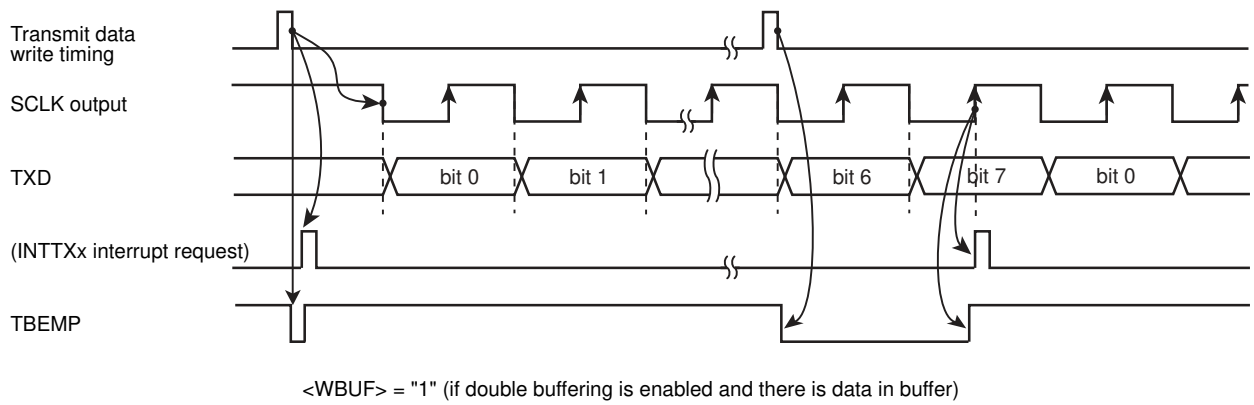 Transmit data
write timing
SCLK output
TXD
bit 0 bit 1 bit 6 bit 7 bit 0
(INTTXx interrupt request)
TBEMP
<WBUF> = "1" (if double buffering is enabled and there is data in buffer)